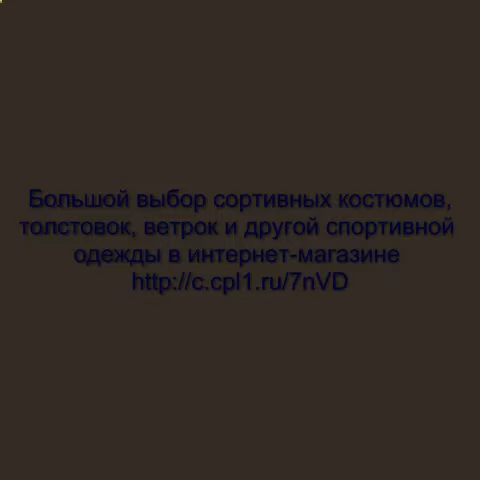 Большой выбор сортивных костюмов,
толстовок, ветрок и другой спортивной
одежды в интернет-магазине
http://c.cpl1.ru/7nVD